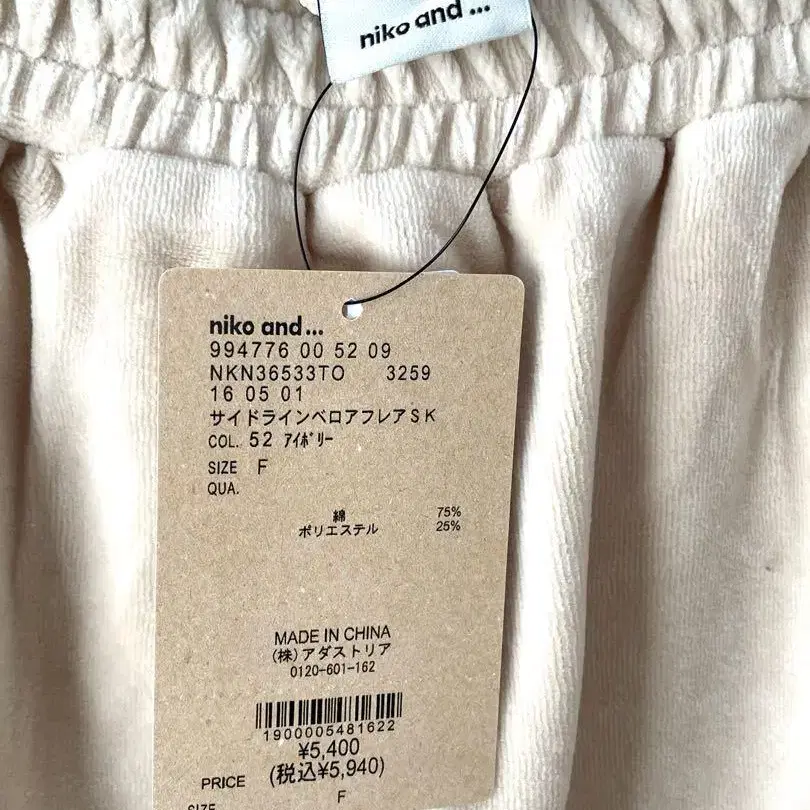 niko and ...
niko and ...
994776 00 52 09
NKN36533TO 3259
16 05 01
サイドラインベロアフレアSK
COL. 52 ｱｲﾎﾞﾘｰ
SIZE F
QUA.
綿 75%
ポリエステル 25%
MADE IN CHINA
(株)アダストリア
0120-601-162
1900005481622
¥5,400
PRICE (税込¥5,940)
SIZE F